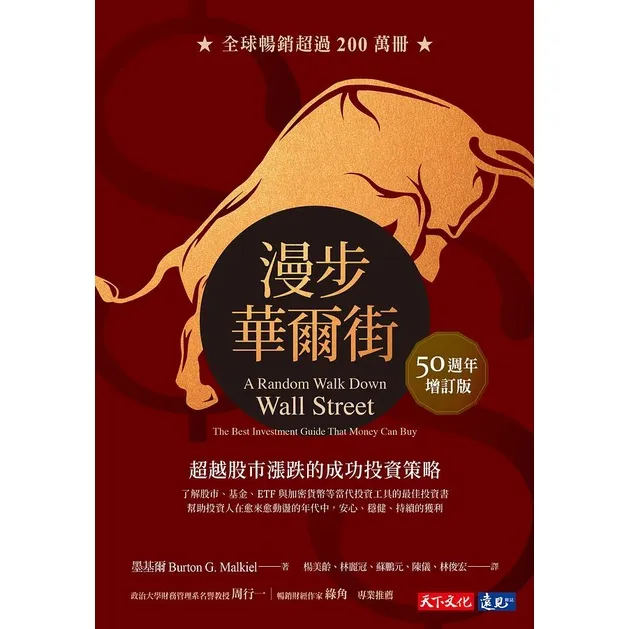 ★ 全球暢銷超過 200 萬冊 ★
漫步
華爾街
A Random Walk Down
Wall Street
50週年
增訂版
The Best Investment Guide That Money Can Buy
超越股市漲跌的成功投資策略
了解股市、基金、ETF 與加密貨幣等當代投資工具的最佳投資書
幫助投資人在愈來愈動盪的年代中，安心、穩健、持續的獲利
墨基爾 Burton G. Malkiel——著 楊美齡、林麗冠、蘇鵬元、陳儀、林俊宏——譯
政治大學財務管理系名譽教授 周行一｜暢銷財經作家 綠角 專業推薦
天下文化 遠見 雜誌